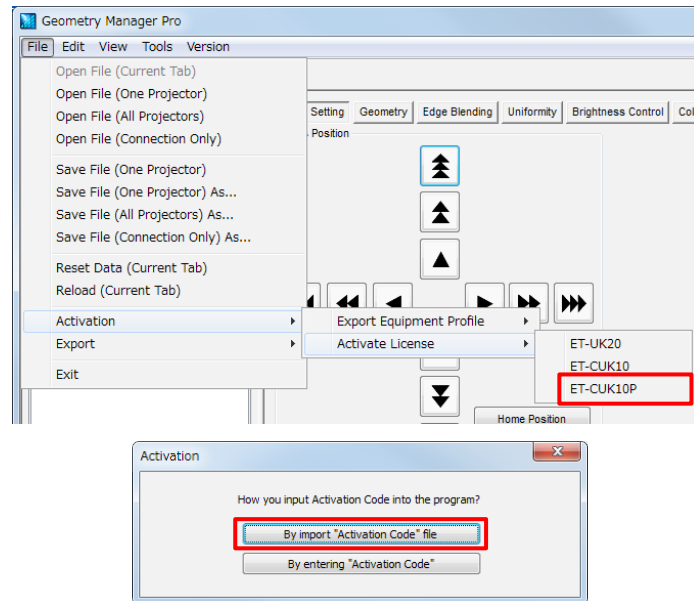 Geometry Manager Pro
File Edit View Tools Version
Open File (Current Tab)
Open File (One Projector)
Open File (All Projectors)
Open File (Connection Only)
Save File (One Projector)
Save File (One Projector) As...
Save File (All Projectors) As...
Save File (Connection Only) As...
Reset Data (Current Tab)
Reload (Current Tab)
Activation
Export
Exit
Setting Geometry Edge Blending Uniformity Brightness Control Col
Position
Export Equipment Profile
Activate License
ET-UK20
ET-CUK10
ET-CUK10P
Home Position
Activation
How you input Activation Code into the program?
By import "Activation Code" file
By entering "Activation Code"